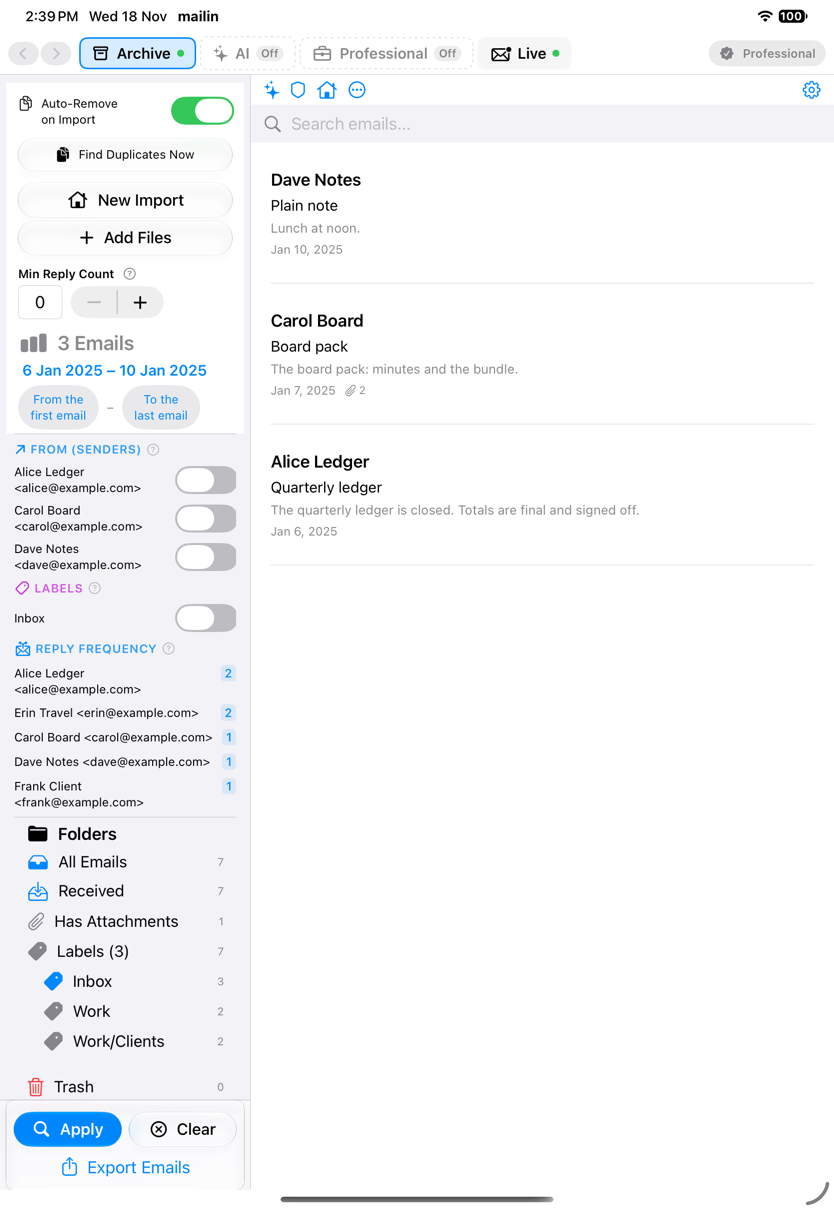 2:39 PM Wed 18 Nov mailin
100
Archive
AI Off
Professional Off
Live
Professional
Auto-Remove
on Import
Find Duplicates Now
New Import
Add Files
Min Reply Count ?
0 − +
3 Emails
6 Jan 2025 – 10 Jan 2025
From the
first email
–
To the
last email
FROM (SENDERS) ?
Alice Ledger
<alice@example.com>
Carol Board
<carol@example.com>
Dave Notes
<dave@example.com>
LABELS ?
Inbox
REPLY FREQUENCY ?
Alice Ledger
<alice@example.com>
2
Erin Travel <erin@example.com> 2
Carol Board <carol@example.com> 1
Dave Notes <dave@example.com> 1
Frank Client
<frank@example.com>
1
Folders
All Emails 7
Received 7
Has Attachments 1
Labels (3) 7
Inbox 3
Work 2
Work/Clients 2
Trash 0
Apply
Clear
Export Emails
Search emails...
Dave Notes
Plain note
Lunch at noon.
Jan 10, 2025
Carol Board
Board pack
The board pack: minutes and the bundle.
Jan 7, 2025 2
Alice Ledger
Quarterly ledger
The quarterly ledger is closed. Totals are final and signed off.
Jan 6, 2025